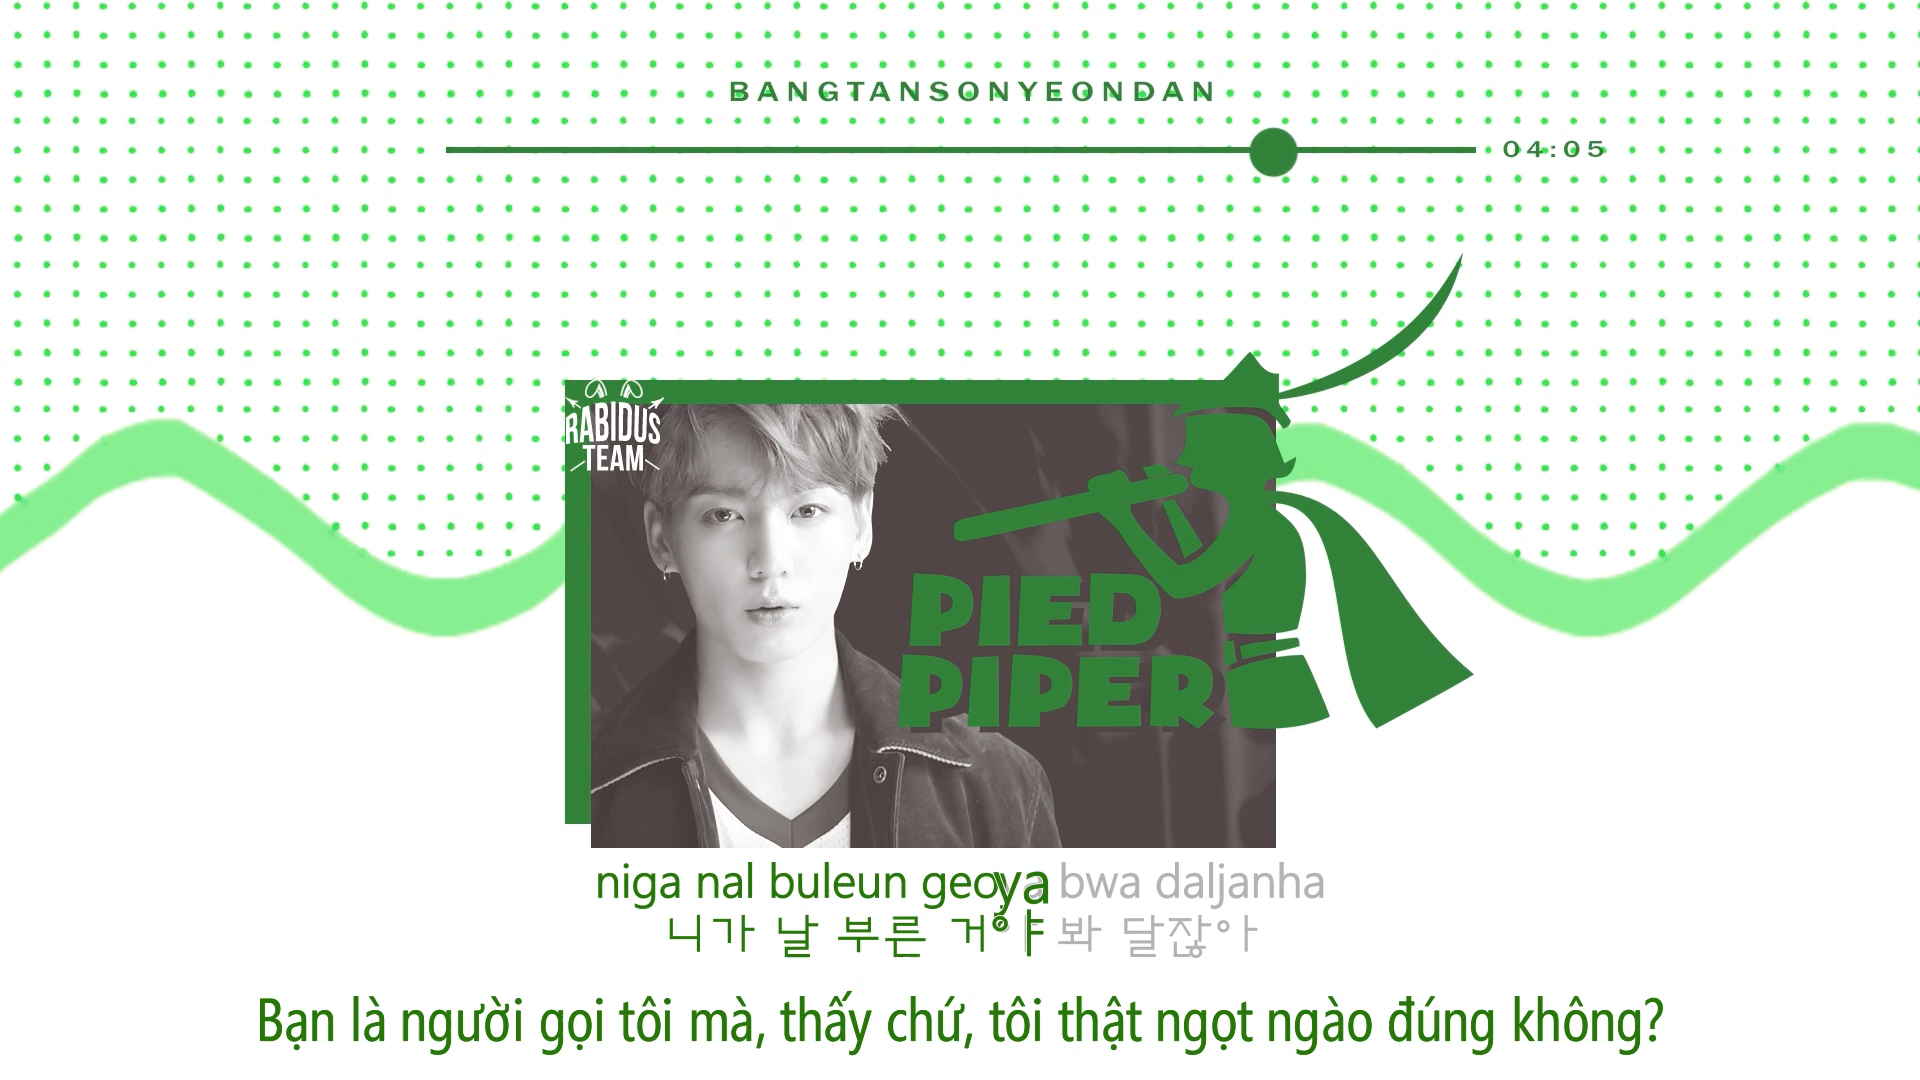 BANGTANSONYEONDAN
04:05
RABIDUS
TEAM
PIED
PIPER
niga nal buleun geoya bwa daljanha
니가 날 부른 거야 봐 달잖아
Bạn là người gọi tôi mà, thấy chứ, tôi thật ngọt ngào đúng không?